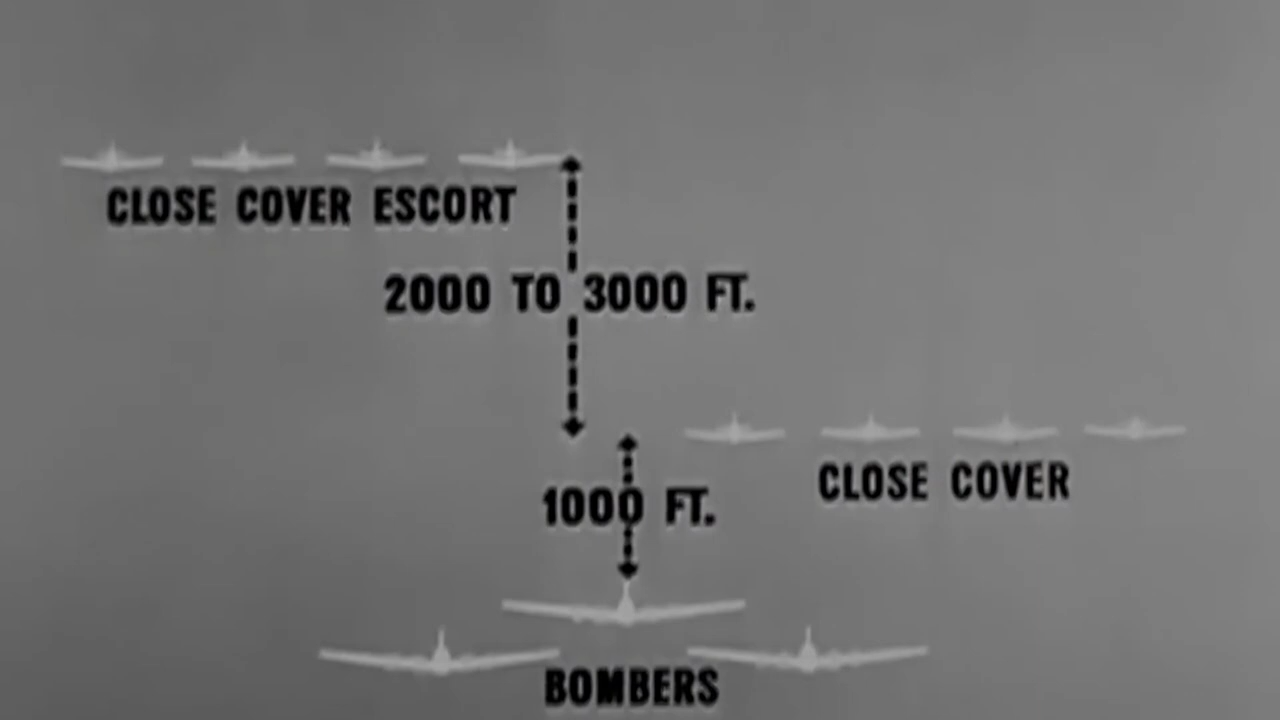 CLOSE COVER ESCORT
2000 TO 3000 FT.
CLOSE COVER
1000 FT.
BOMBERS